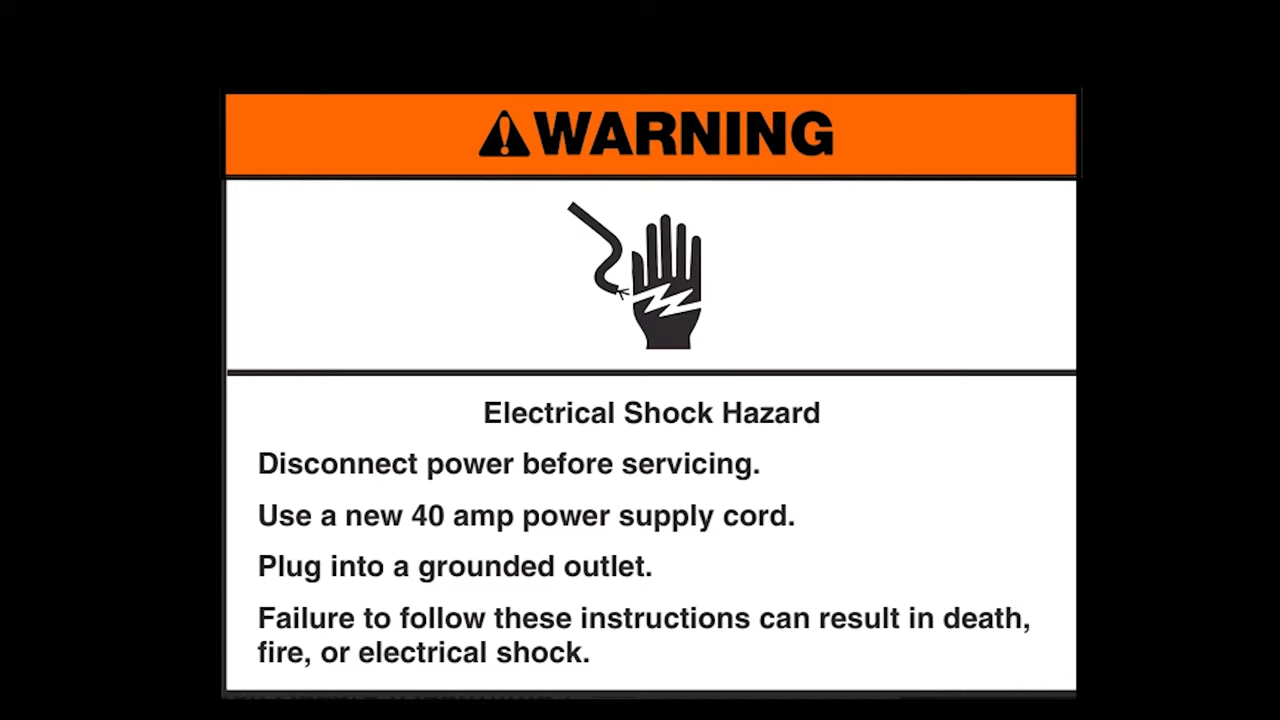 WARNING
Electrical Shock Hazard
Disconnect power before servicing.
Use a new 40 amp power supply cord.
Plug into a grounded outlet.
Failure to follow these instructions can result in death,
fire, or electrical shock.